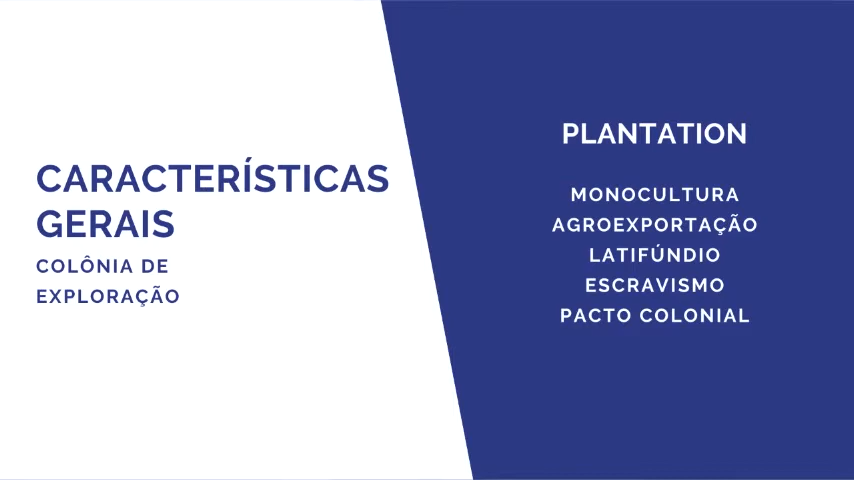 CARACTERÍSTICAS
GERAIS
COLÔNIA DE
EXPLORAÇÃO
PLANTATION
MONOCULTURA
AGROEXPORTAÇÃO
LATIFÚNDIO
ESCRAVISMO
PACTO COLONIAL